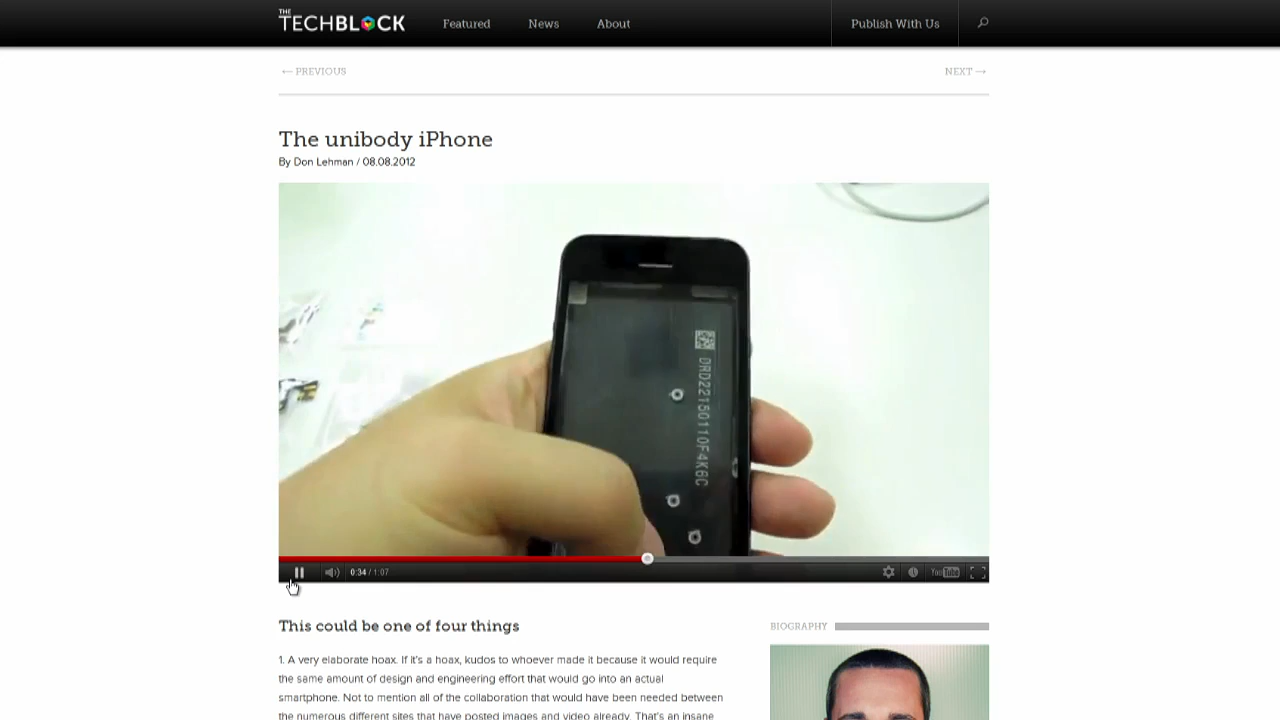 THE
TECHBLOCK
Featured
News
About
Publish With Us
← PREVIOUS
NEXT →
The unibody iPhone
By Don Lehman / 08.08.2012
0:34 / 1:07
YouTube
This could be one of four things
BIOGRAPHY
1. A very elaborate hoax. If it's a hoax, kudos to whoever made it because it would require
the same amount of design and engineering effort that would go into an actual
smartphone. Not to mention all of the collaboration that would have been needed between
the numerous different sites that have posted images and video already. That's an insane